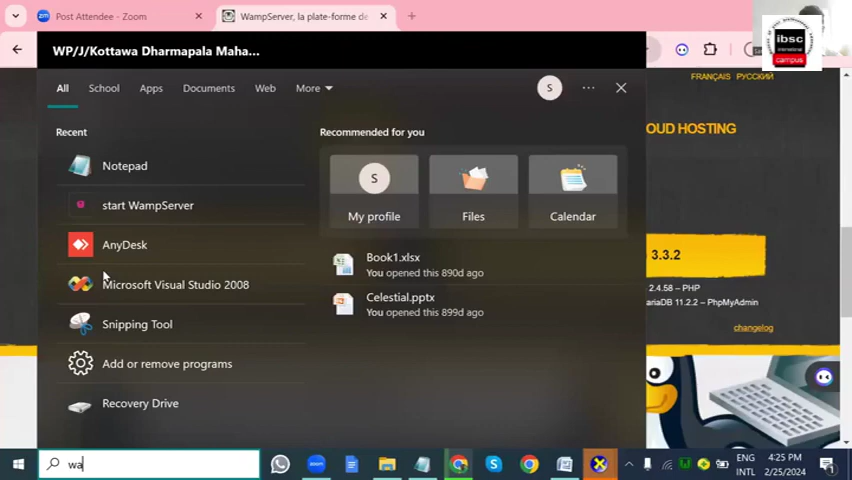 Post Attendee - Zoom
WampServer, la plate-forme de
WP/J/Kottawa Dharmapala Maha...
ibsc
international
campus
FRANÇAIS РУССКИЙ
All School Apps Documents Web More
S
Recent
Recommended for you
OUD HOSTING
Notepad
start WampServer
AnyDesk
Microsoft Visual Studio 2008
Snipping Tool
Add or remove programs
Recovery Drive
S
My profile
Files
Calendar
Book1.xlsx
You opened this 890d ago
Celestial.pptx
You opened this 899d ago
3.3.2
2.4.58 – PHP
ariaDB 11.2.2 – PhpMyAdmin
changelog
wa
ENG
INTL
4:25 PM
2/25/2024